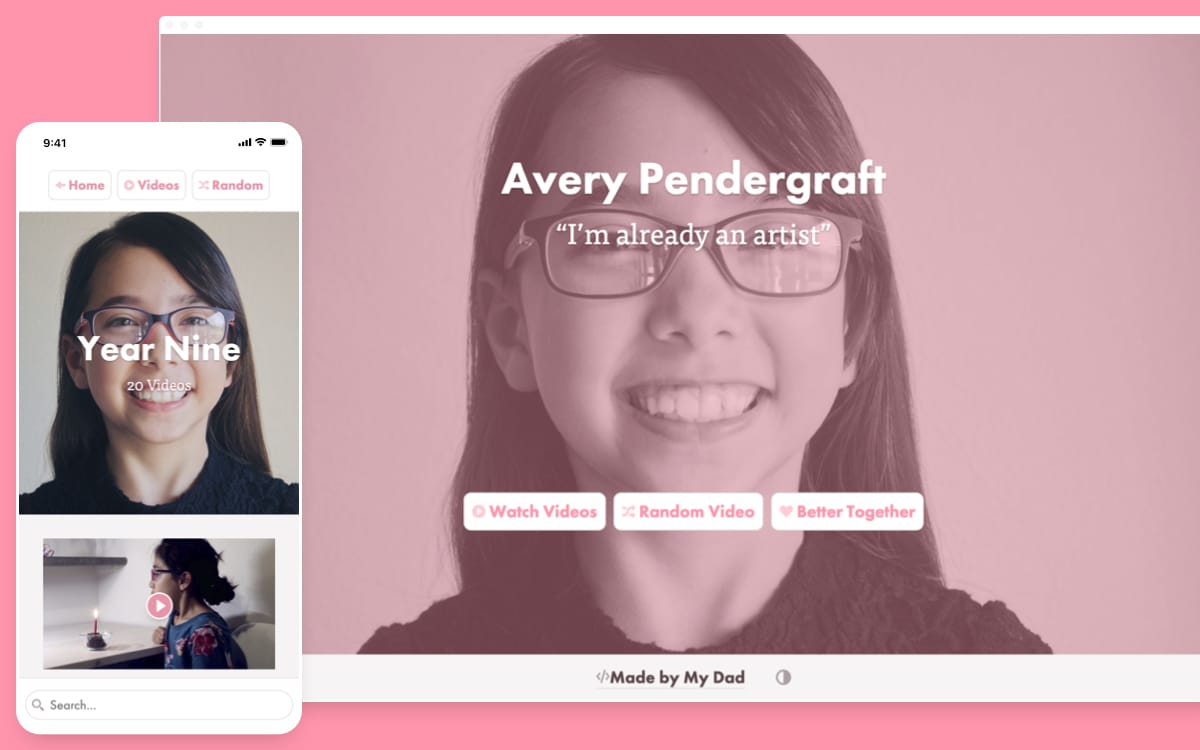 Avery Pendergraft
“I’m already an artist”
Watch Videos
Random Video
Better Together
</>Made by My Dad
9:41
Home
Videos
Random
Year Nine
20 Videos
Search...